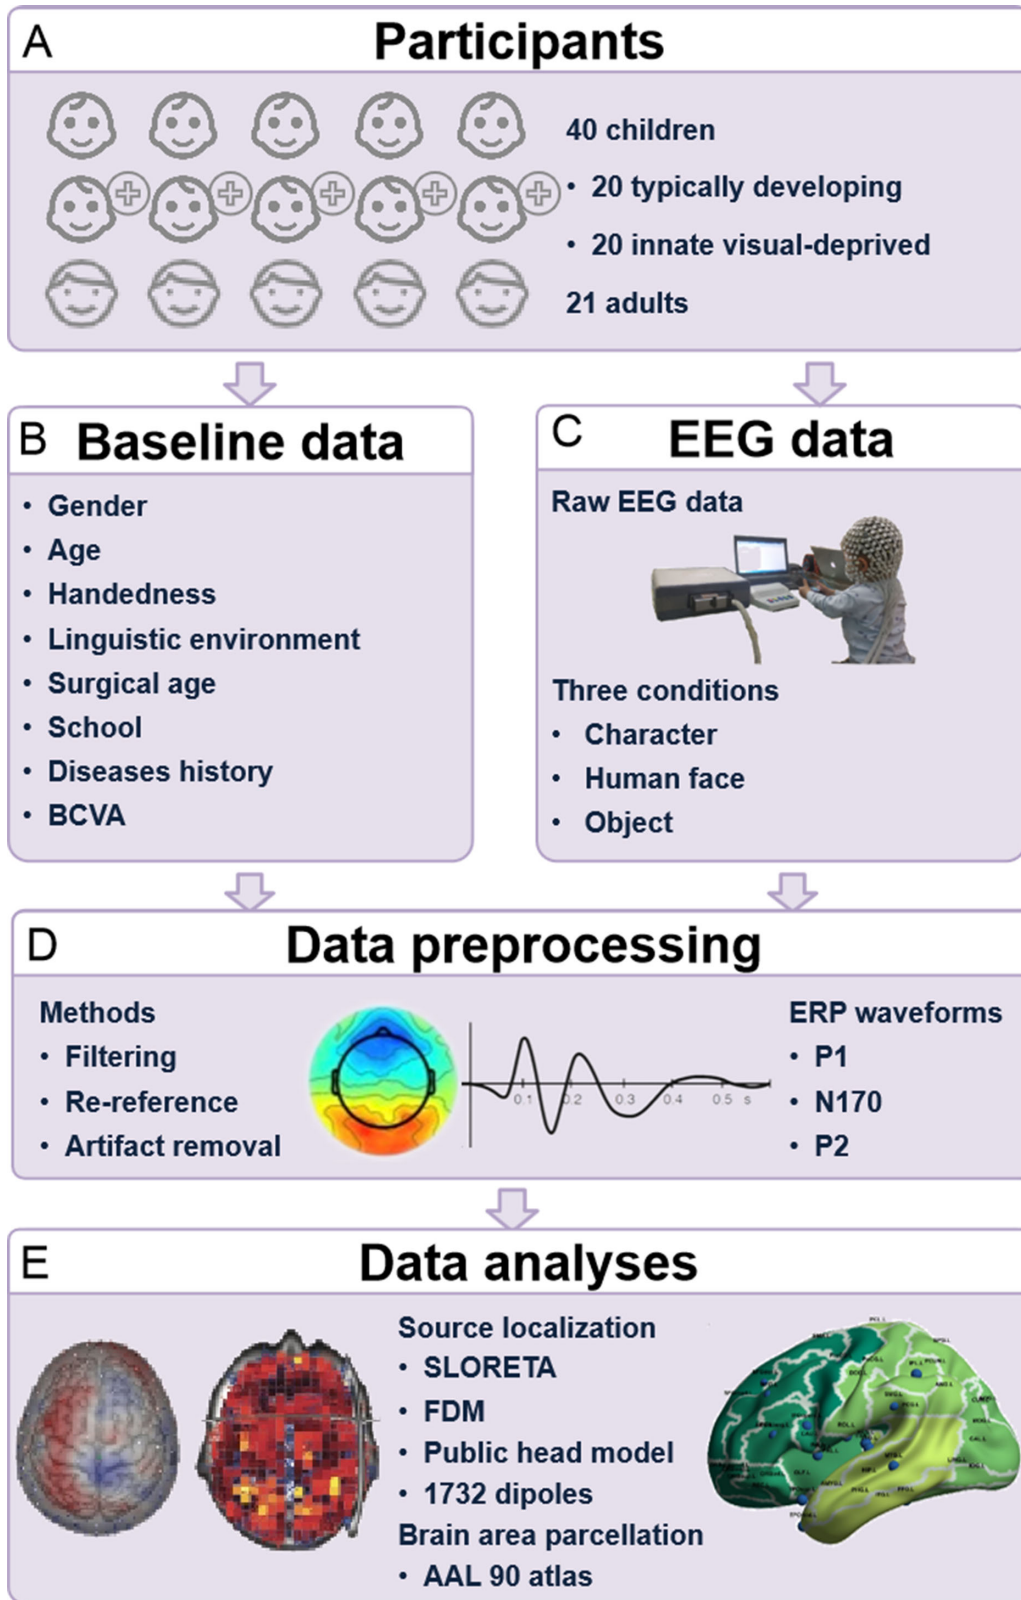 A
Participants
40 children
• 20 typically developing
• 20 innate visual-deprived
21 adults
B Baseline data
• Gender
• Age
• Handedness
• Linguistic environment
• Surgical age
• School
• Diseases history
• BCVA
C EEG data
Raw EEG data
Three conditions
• Character
• Human face
• Object
D Data preprocessing
Methods
• Filtering
• Re-reference
• Artifact removal
0.1 0.2 0.3 0.4 0.5 s
ERP waveforms
• P1
• N170
• P2
E Data analyses
Source localization
• SLORETA
• FDM
• Public head model
• 1732 dipoles
Brain area parcellation
• AAL 90 atlas